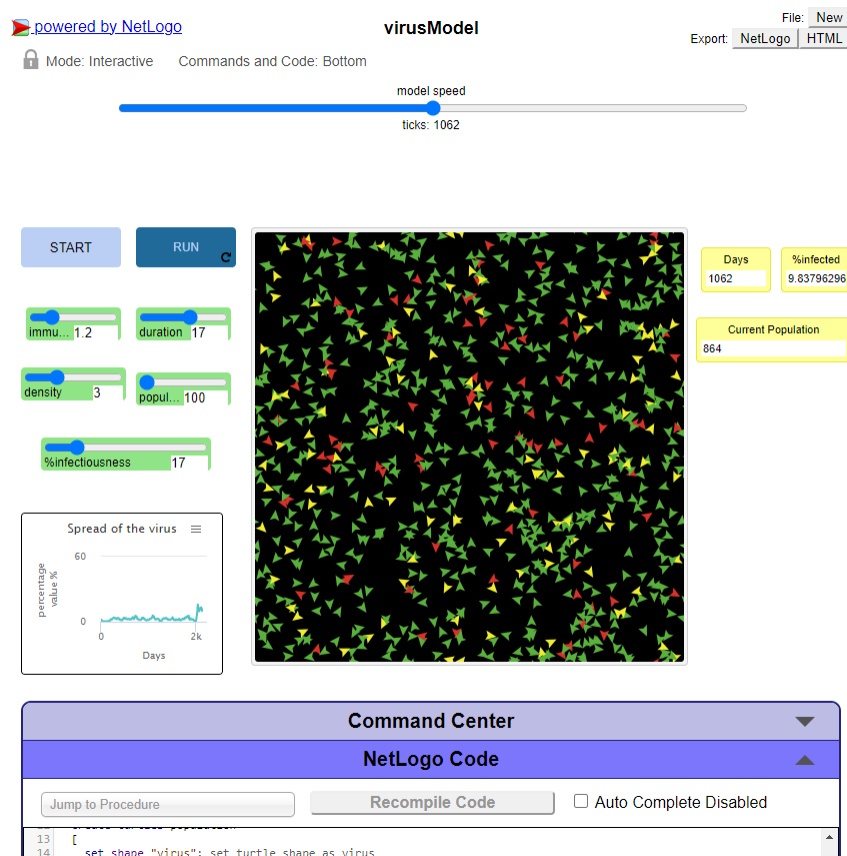 powered by NetLogo
virusModel
File: New
Export: NetLogo HTML
Mode: Interactive Commands and Code: Bottom
model speed
ticks: 1062
START RUN
Days %infected
1062 9.83796296
immu... 1.2 duration 17
Current Population
864
density 3 popul... 100
%infectiousness 17
Spread of the virus
60
percentage
value %
0
0 2k
Days
Command Center
NetLogo Code
Jump to Procedure Recompile Code Auto Complete Disabled
13 [
14 set shape "virus"; set turtle shape as virus